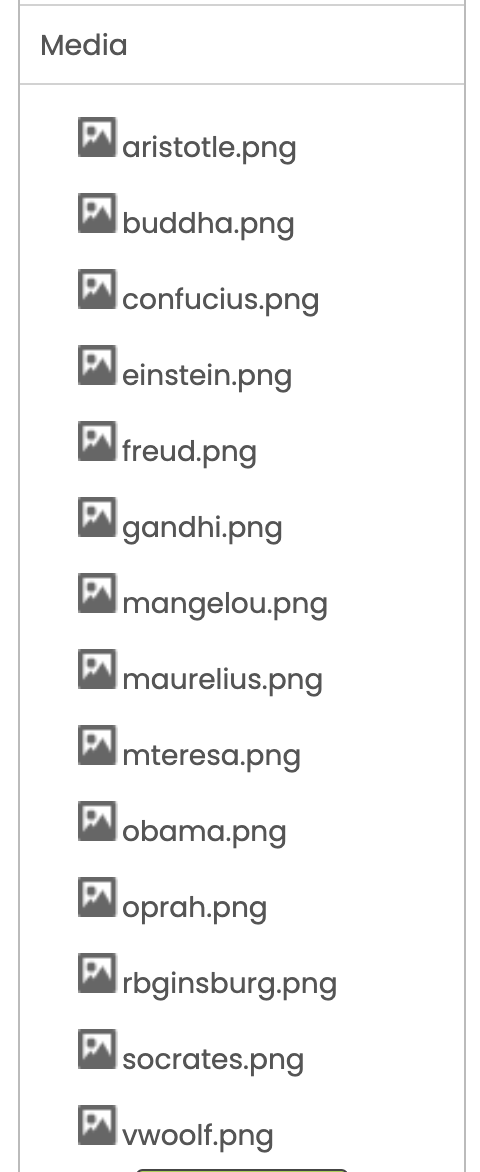 Media
aristotle.png
buddha.png
confucius.png
einstein.png
freud.png
gandhi.png
mangelou.png
maurelius.png
mteresa.png
obama.png
oprah.png
rbginsburg.png
socrates.png
vwoolf.png